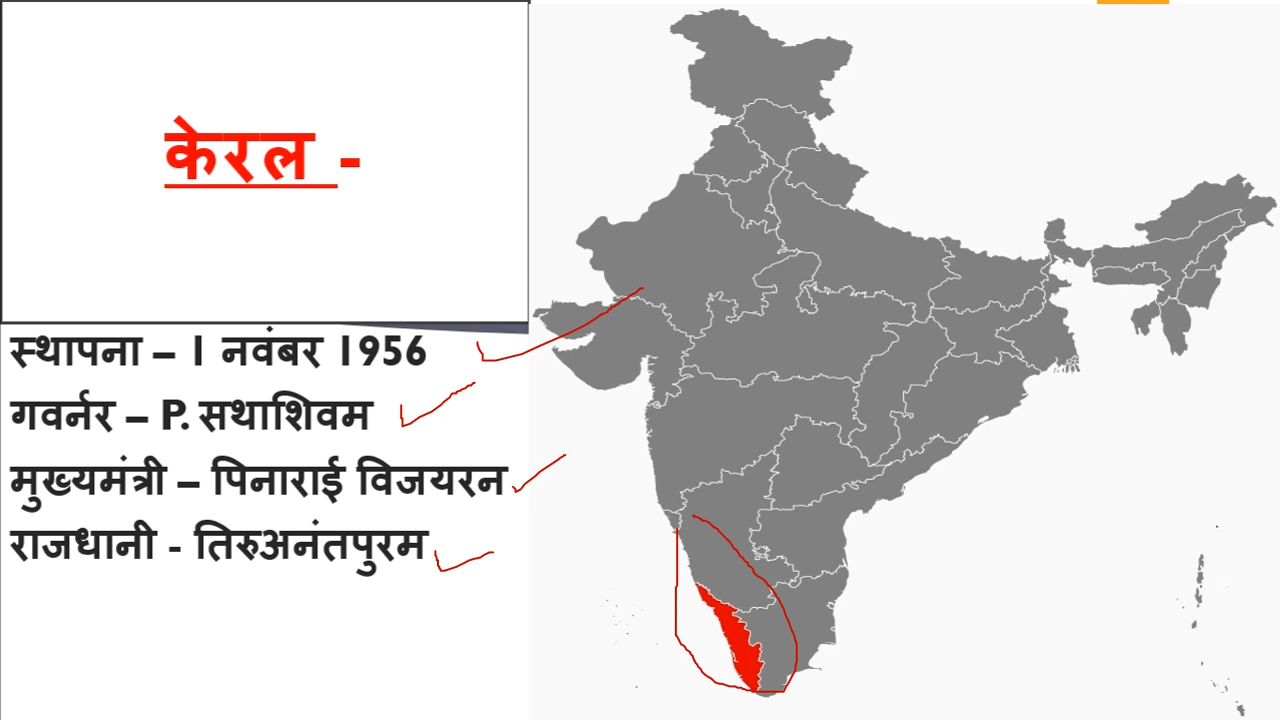 केरल -
स्थापना – 1 नवंबर 1956
गवर्नर – P. सथाशिवम
मुख्यमंत्री – पिनाराई विजयरन
राजधानी - तिरुअनंतपुरम